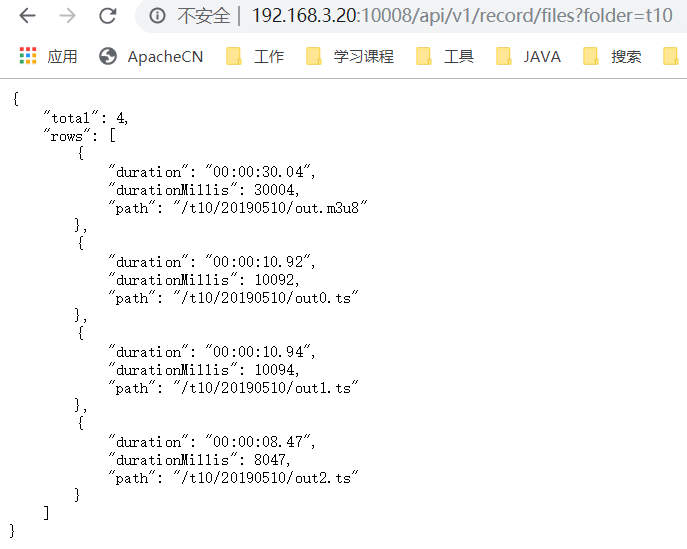 不安全 | 192.168.3.20:10008/api/v1/record/files?folder=t10
应用 ApacheCN 工作 学习课程 工具 JAVA 搜索
{
    "total": 4,
    "rows": [
        {
            "duration": "00:00:30.04",
            "durationMillis": 30004,
            "path": "/t10/20190510/out.m3u8"
        },
        {
            "duration": "00:00:10.92",
            "durationMillis": 10092,
            "path": "/t10/20190510/out0.ts"
        },
        {
            "duration": "00:00:10.94",
            "durationMillis": 10094,
            "path": "/t10/20190510/out1.ts"
        },
        {
            "duration": "00:00:08.47",
            "durationMillis": 8047,
            "path": "/t10/20190510/out2.ts"
        }
    ]
}